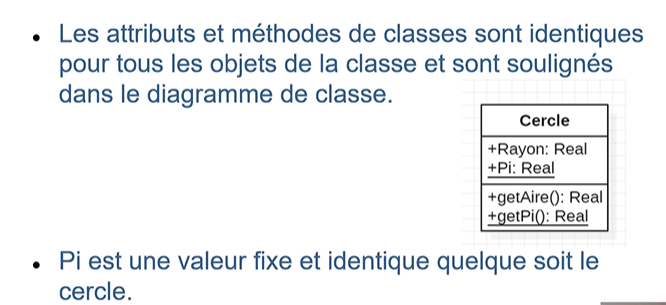 • Les attributs et méthodes de classes sont identiques
pour tous les objets de la classe et sont soulignés
dans le diagramme de classe.
Cercle
+Rayon: Real
+Pi: Real
+getAire(): Real
+getPi(): Real
• Pi est une valeur fixe et identique quelque soit le
cercle.